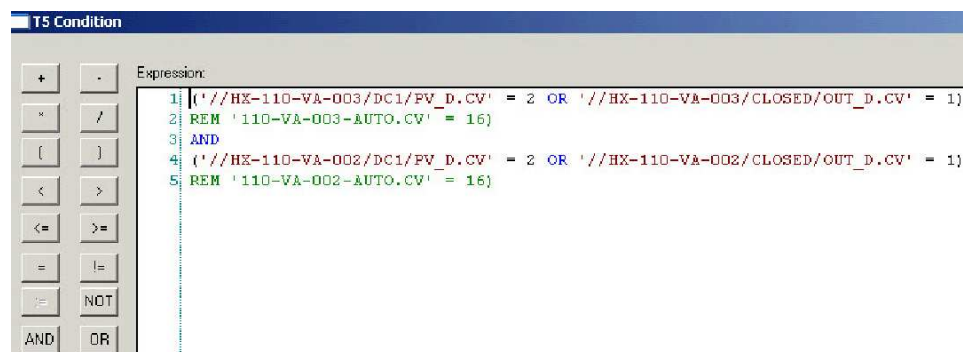 T5 Condition
+ -
Expression:
* /
( )
< >
<= >=
= !=
:= NOT
AND OR
1 ('//HX-110-VA-003/DC1/PV_D.CV' = 2 OR '//HX-110-VA-003/CLOSED/OUT_D.CV' = 1)
2 REM '110-VA-003-AUTO.CV' = 16)
3 AND
4 ('//HX-110-VA-002/DC1/PV_D.CV' = 2 OR '//HX-110-VA-002/CLOSED/OUT_D.CV' = 1)
5 REM '110-VA-002-AUTO.CV' = 16)